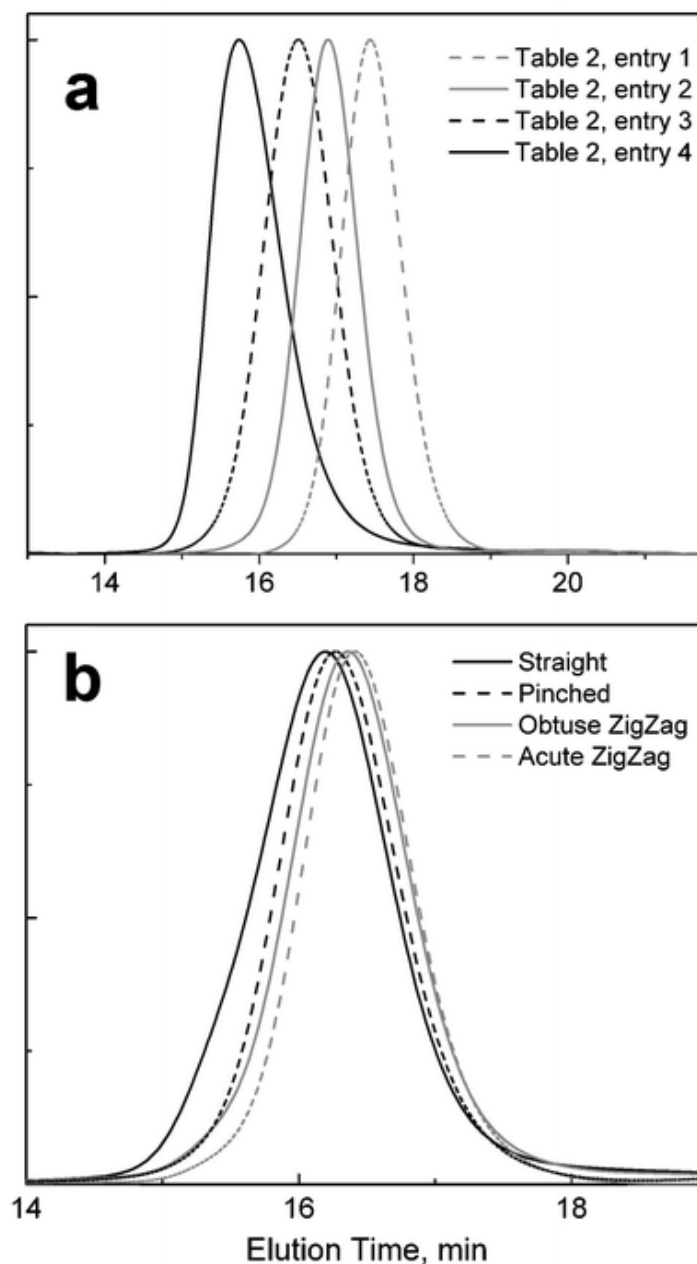 a
Table 2, entry 1
Table 2, entry 2
Table 2, entry 3
Table 2, entry 4
14 16 18 20
b
Straight
Pinched
Obtuse ZigZag
Acute ZigZag
14 16 18
Elution Time, min